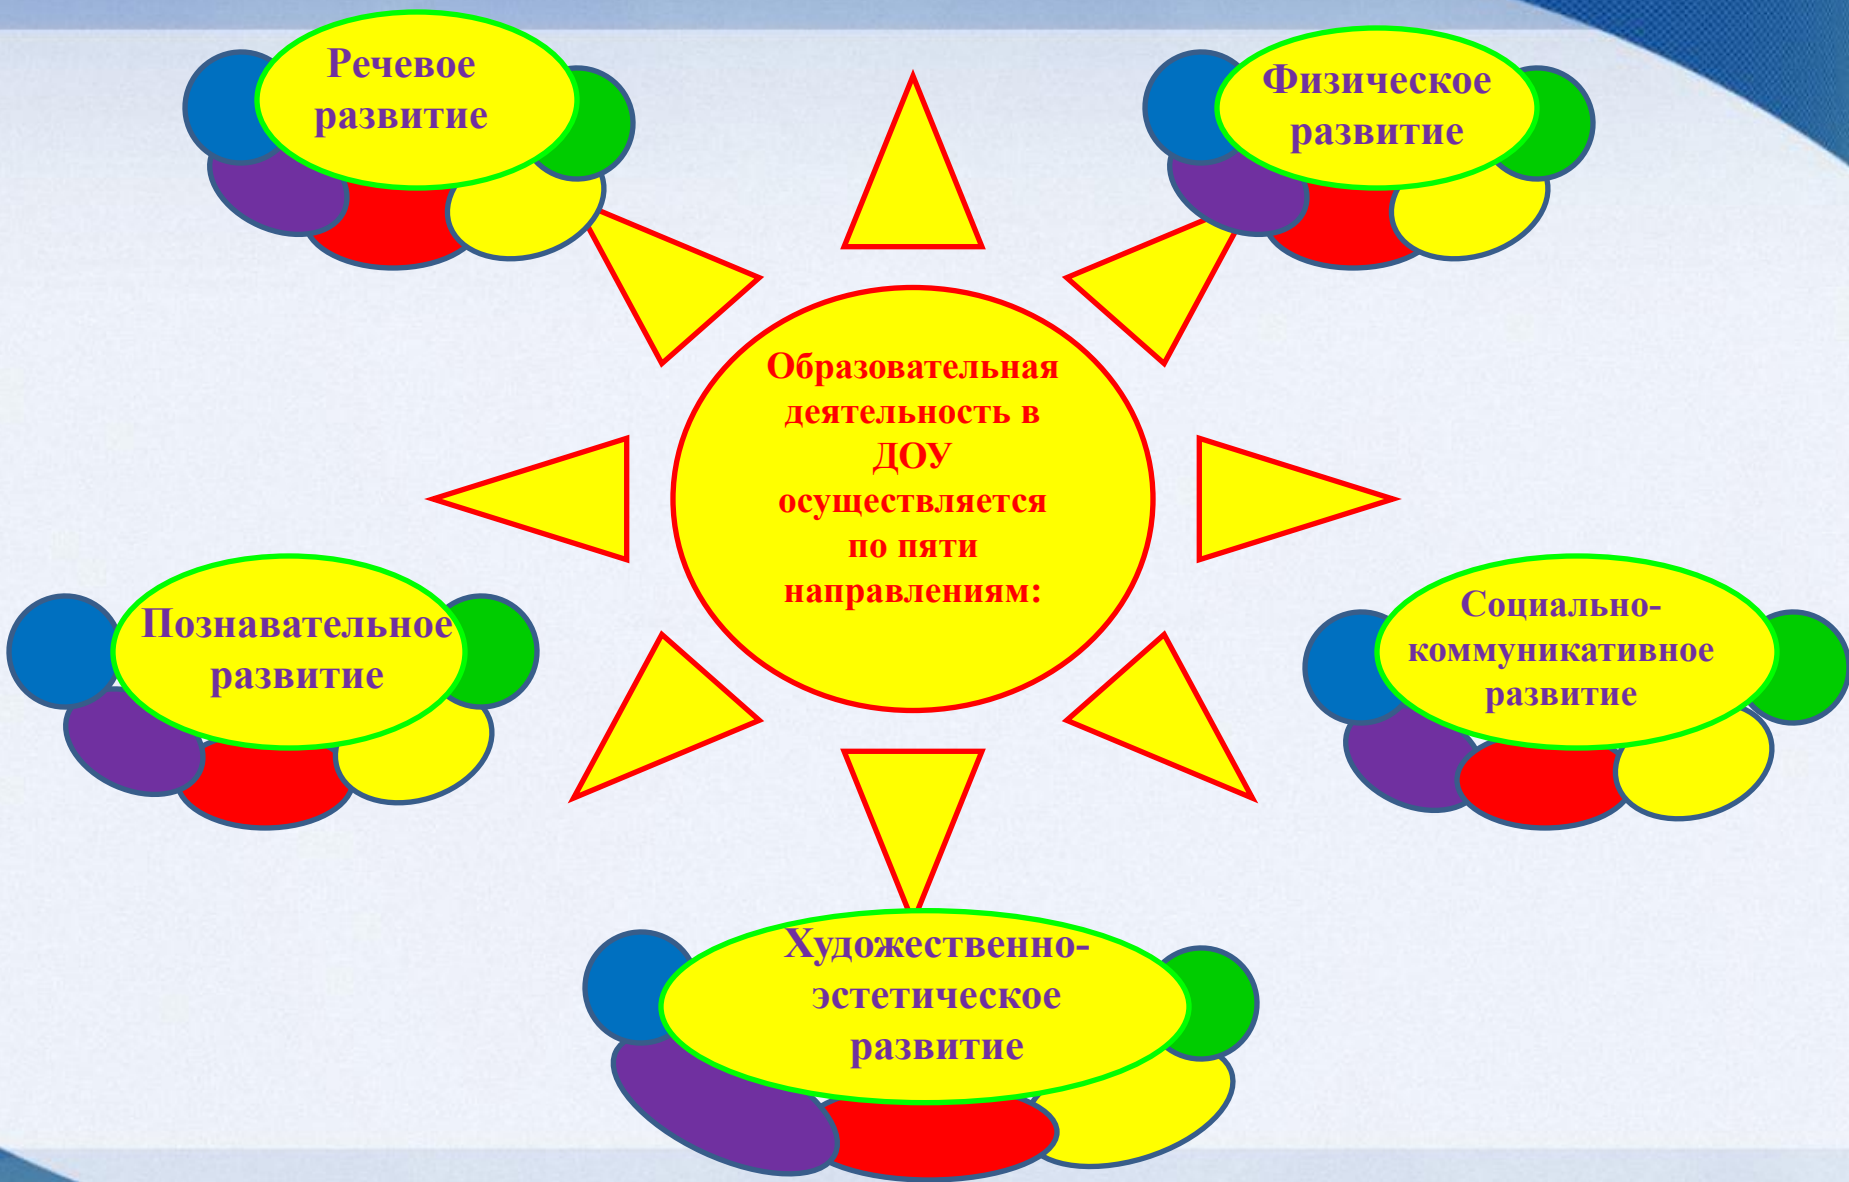 Речевое
развитие
Физическое
развитие
Образовательная
деятельность в
ДОУ
осуществляется
по пяти
направлениям:
Познавательное
развитие
Социально-
коммуникативное
развитие
Художественно-
эстетическое
развитие